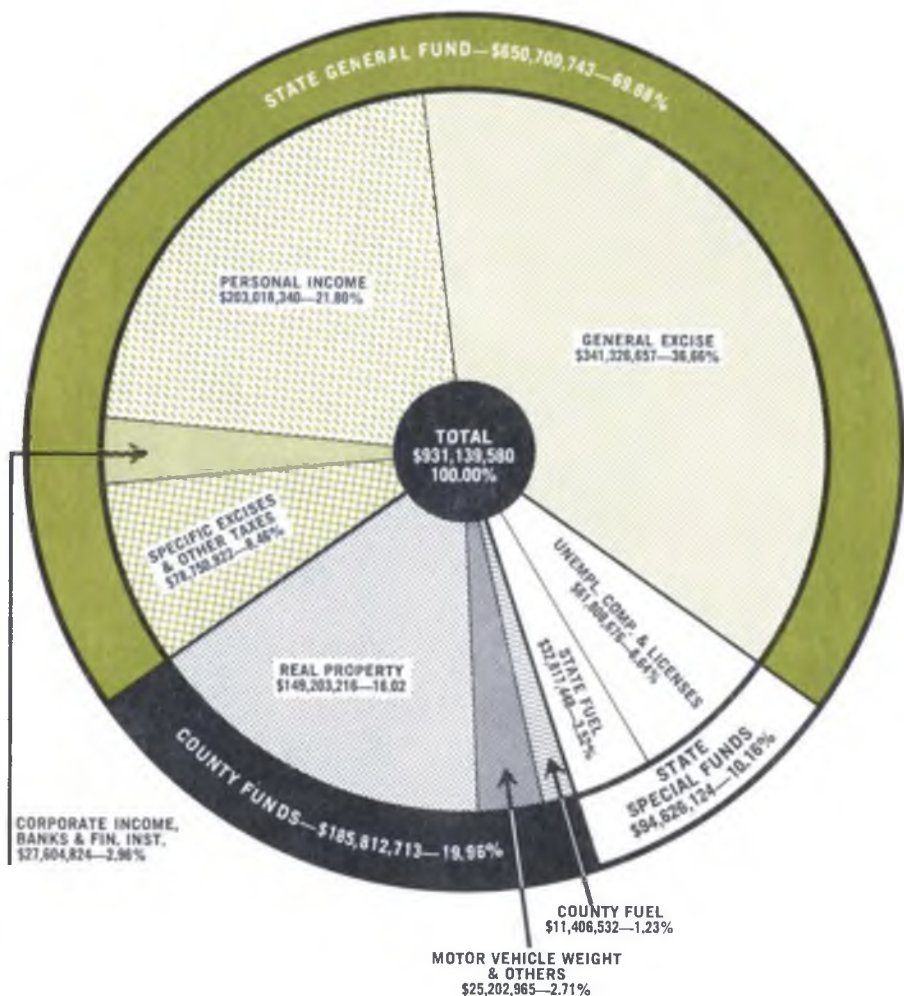 STATE GENERAL FUND—$650,700,743—69.88%
PERSONAL INCOME
$203,018,340—21.80%
GENERAL EXCISE
$341,326,657—36.66%
TOTAL
$931,139,580
100.00%
SPECIFIC EXCISES
& OTHER TAXES
$78,750,922—8.46%
UNEMPL. COMP. & LICENSES
$61,808,676—6.64%
STATE FUEL
$32,817,448—3.52%
REAL PROPERTY
$149,203,216—16.02
COUNTY FUNDS—$185,812,713—19.96%
STATE
SPECIAL FUNDS
$94,626,124—10.16%
CORPORATE INCOME,
BANKS & FIN. INST.
$27,604,824—2.96%
COUNTY FUEL
$11,406,532—1.23%
MOTOR VEHICLE WEIGHT
& OTHERS
$25,202,965—2.71%